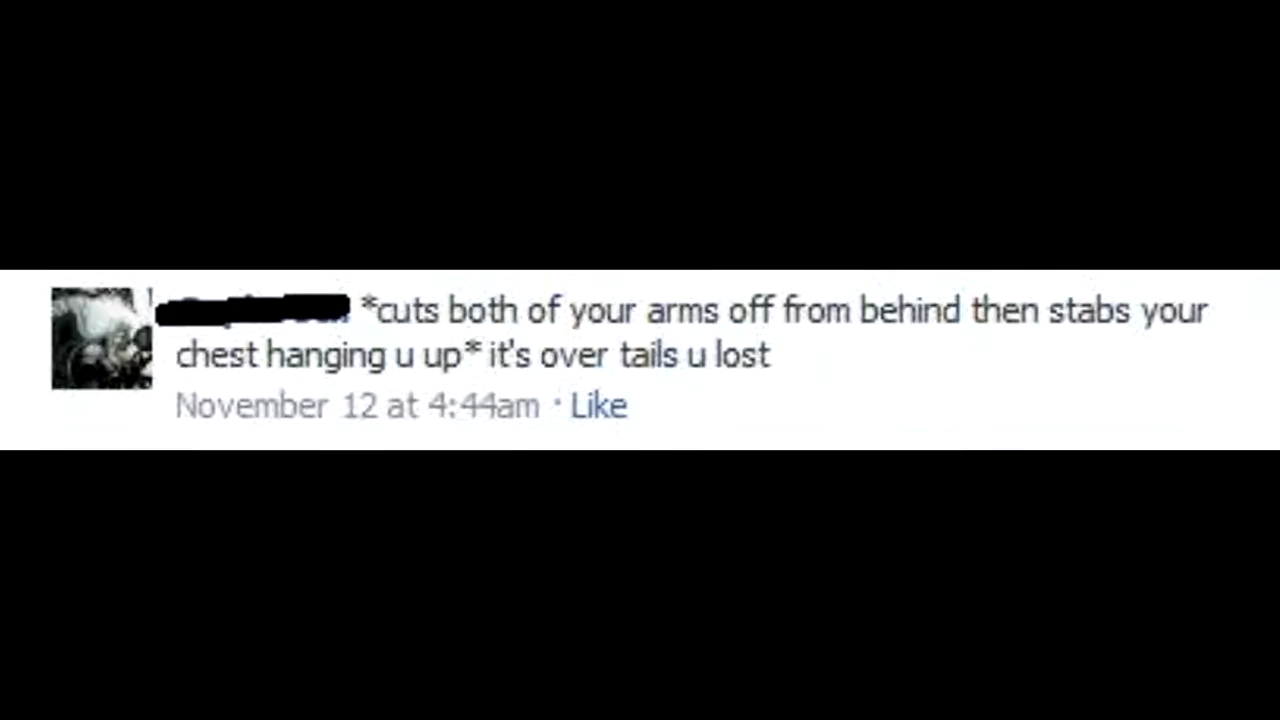 *cuts both of your arms off from behind then stabs your
chest hanging u up* it's over tails u lost
November 12 at 4:44am · Like